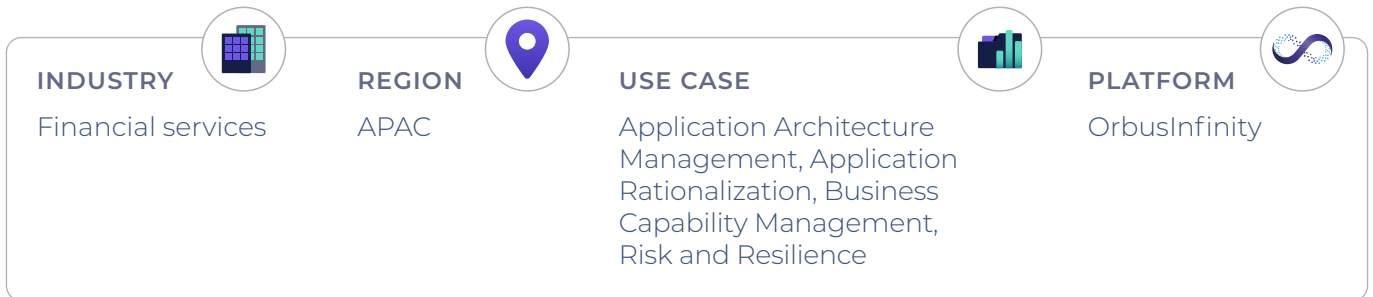 INDUSTRY
Financial services
REGION
APAC
USE CASE
Application Architecture
Management, Application
Rationalization, Business
Capability Management,
Risk and Resilience
PLATFORM
OrbusInfinity